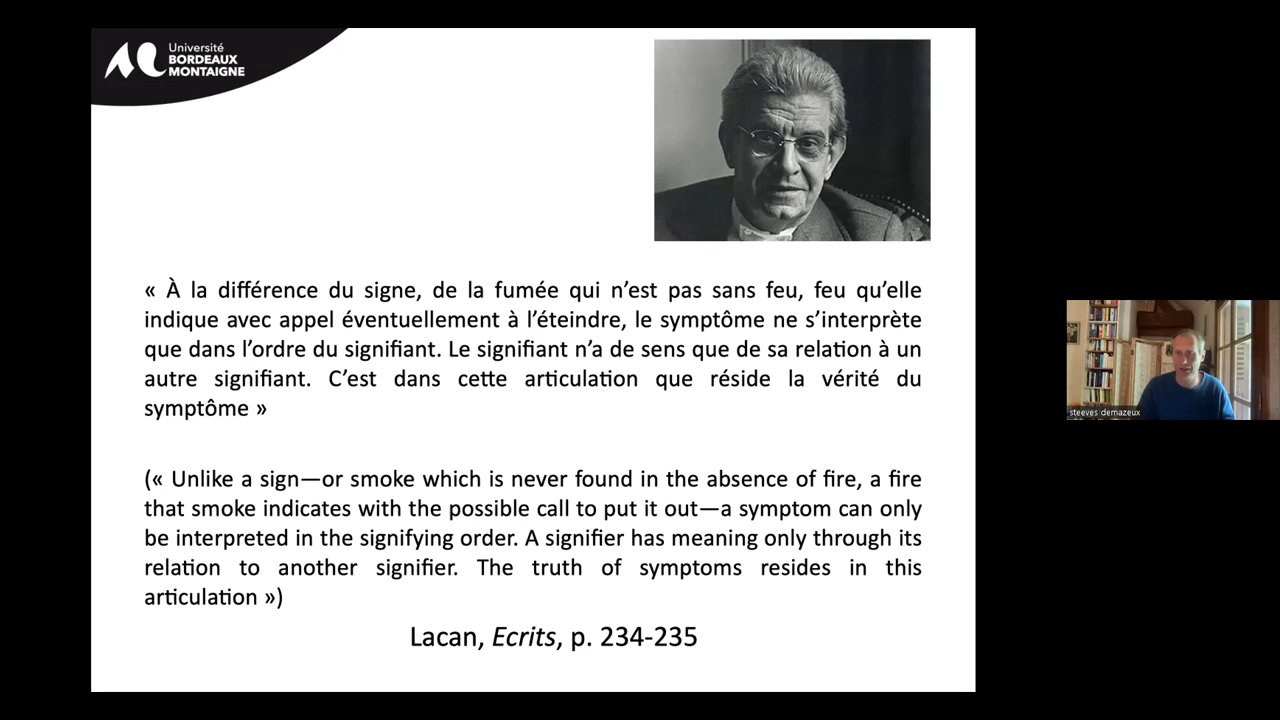 Université
BORDEAUX
MONTAIGNE
« À la différence du signe, de la fumée qui n’est pas sans feu, feu qu’elle
indique avec appel éventuellement à l’éteindre, le symptôme ne s’interprète
que dans l’ordre du signifiant. Le signifiant n’a de sens que de sa relation à un
autre signifiant. C’est dans cette articulation que réside la vérité du
symptôme »
(« Unlike a sign—or smoke which is never found in the absence of fire, a fire
that smoke indicates with the possible call to put it out—a symptom can only
be interpreted in the signifying order. A signifier has meaning only through its
relation to another signifier. The truth of symptoms resides in this
articulation »)
Lacan, Ecrits, p. 234-235
steeves demazeux